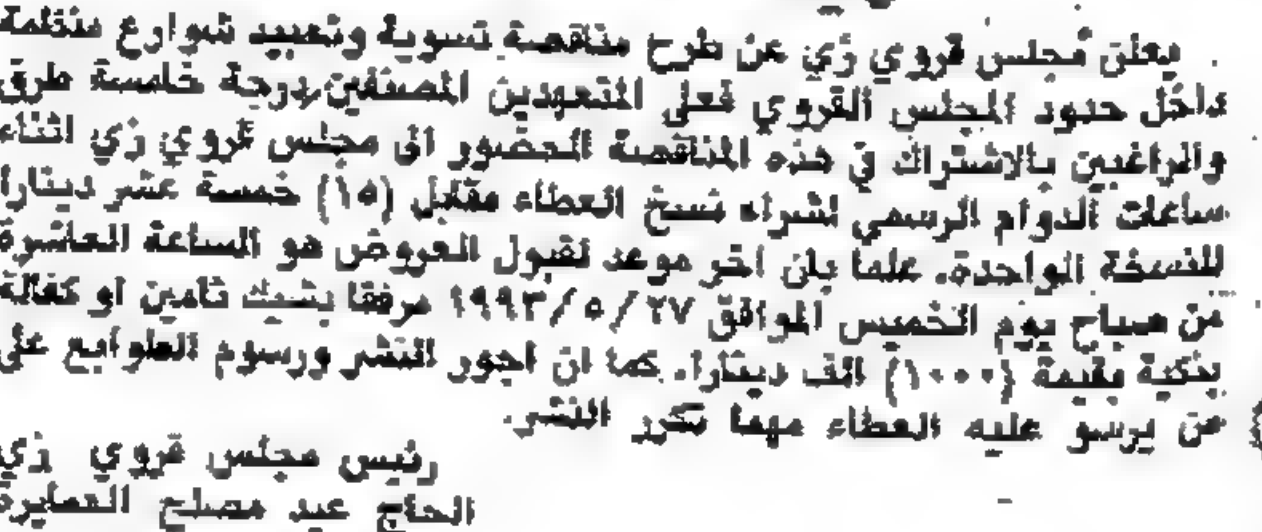 يعلن مجلس قروي زي عن طرح مناقصة تسوية وتعبيد شوارع منظمة
داخل حدود المجلس القروي فعلى المتعهدين المصنفين درجة خامسة طرق
والراغبين بالاشتراك في هذه المناقصة الحضور الى مجلس قروي زي اثناء
ساعات الدوام الرسمي لشراء نسخ العطاء مقابل (١٥) خمسة عشر دينارا
للنسخة الواحدة. علما بان اخر موعد لقبول العروض هو الساعة العاشرة
من صباح يوم الخميس الموافق ٢٧/٥/١٩٩٣ مرفقا بشيك تامين او كفالة
بنكية بقيمة (١٠٠٠) الف دينارا. كما ان اجور النشر ورسوم الطوابع على
من يرسو عليه العطاء مهما تكرر النشر.
رئيس مجلس قروي زي
الحاج عيد مصلح العمايرة